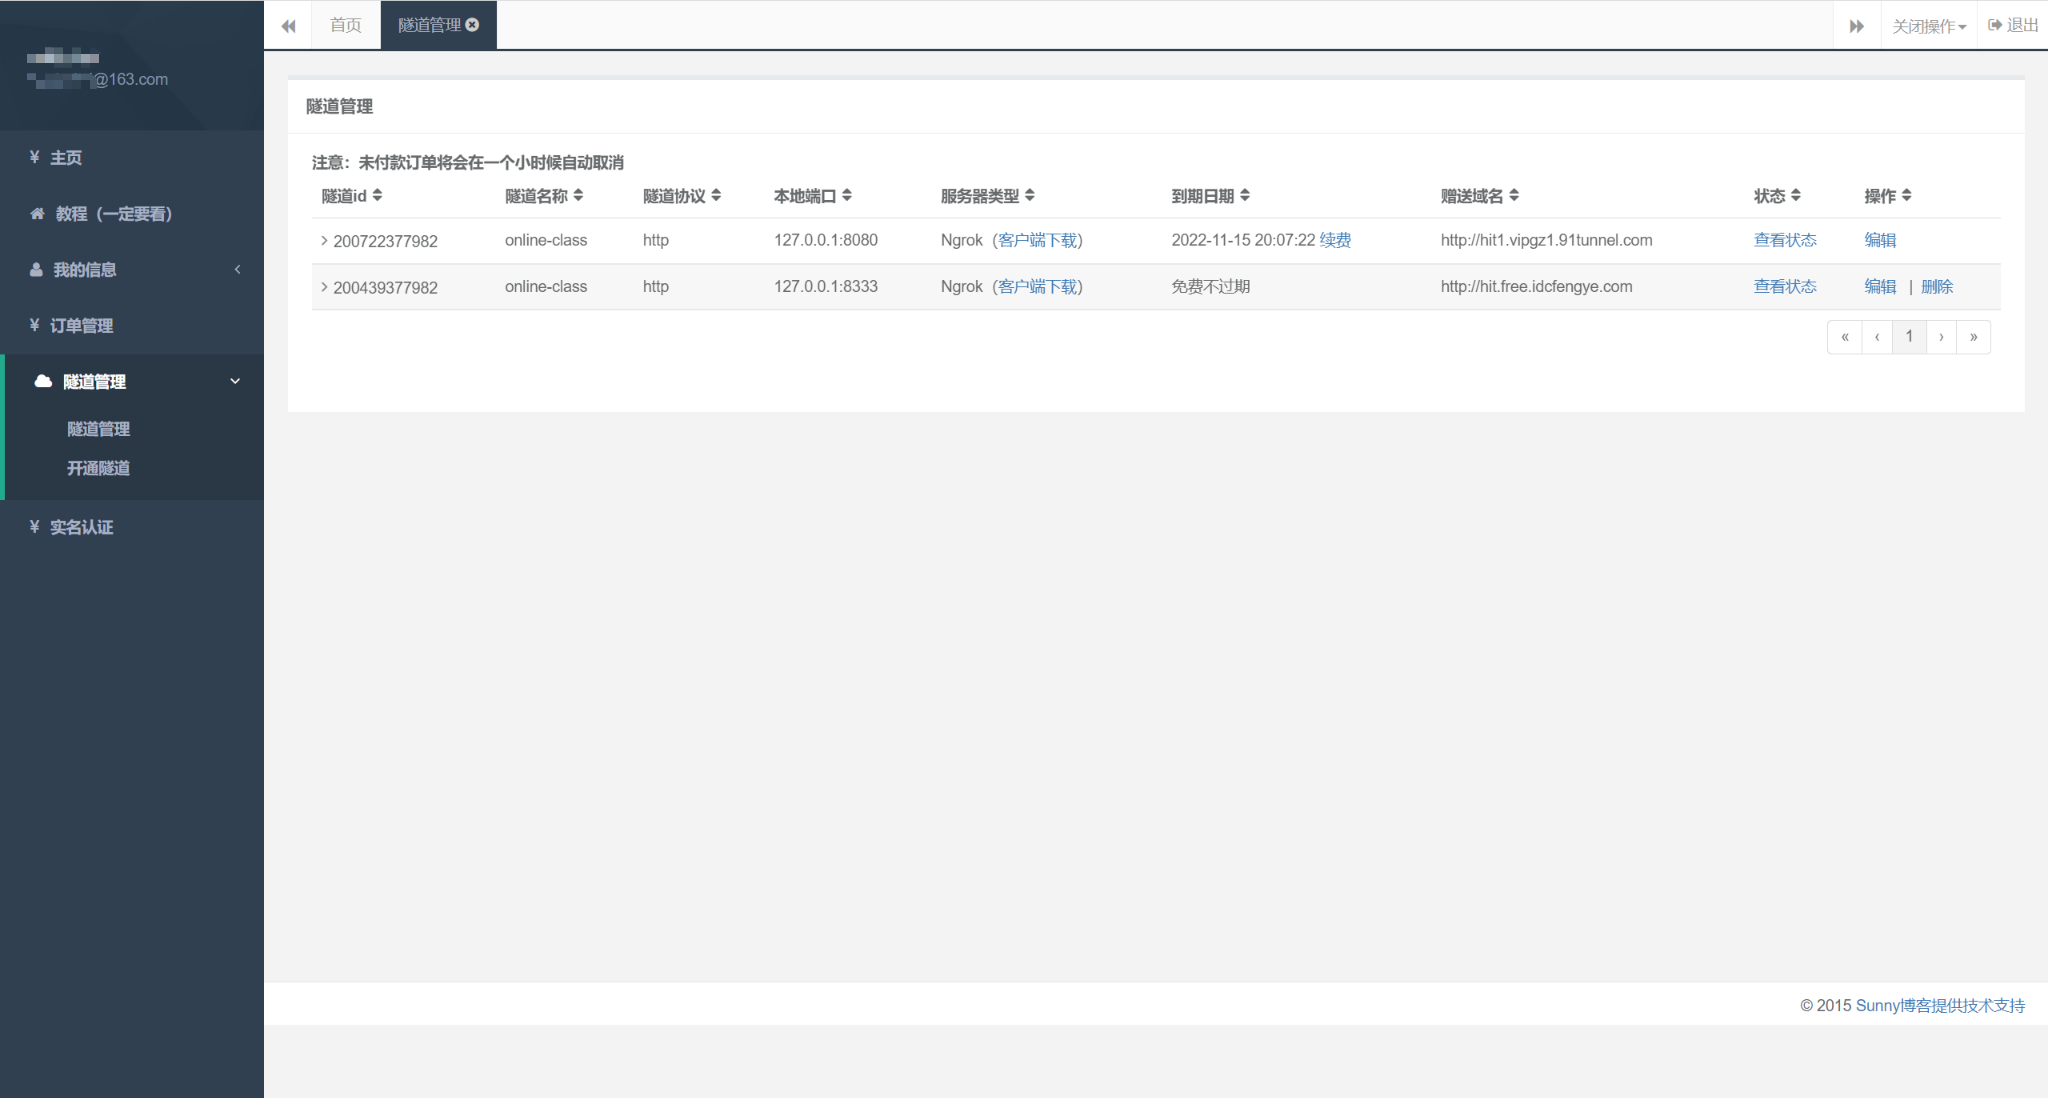 @163.com
主页
教程（一定要看）
我的信息
订单管理
隧道管理
隧道管理
开通隧道
实名认证
首页
隧道管理
关闭操作
退出
隧道管理
注意：未付款订单将会在一个小时候自动取消
隧道id 隧道名称 隧道协议 本地端口 服务器类型 到期日期 赠送域名 状态 操作
200722377982 online-class http 127.0.0.1:8080 Ngrok（客户端下载） 2022-11-15 20:07:22 续费 http://hit1.vipgz1.91tunnel.com 查看状态 编辑
200439377982 online-class http 127.0.0.1:8333 Ngrok（客户端下载） 免费不过期 http://hit.free.idcfengye.com 查看状态 编辑 | 删除
« ‹ 1 › »
© 2015 Sunny博客提供技术支持